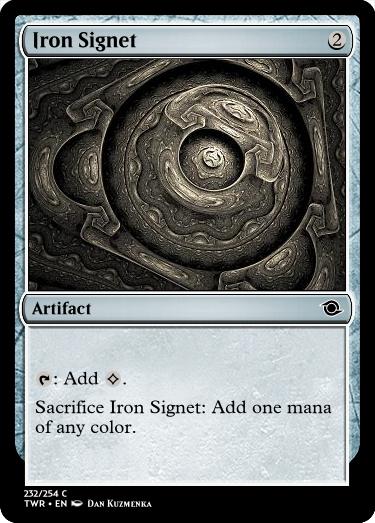 Iron Signet 2
Artifact
: Add .
Sacrifice Iron Signet: Add one mana
of any color.
232/254 C
TWR • EN Dan Kuzmenka